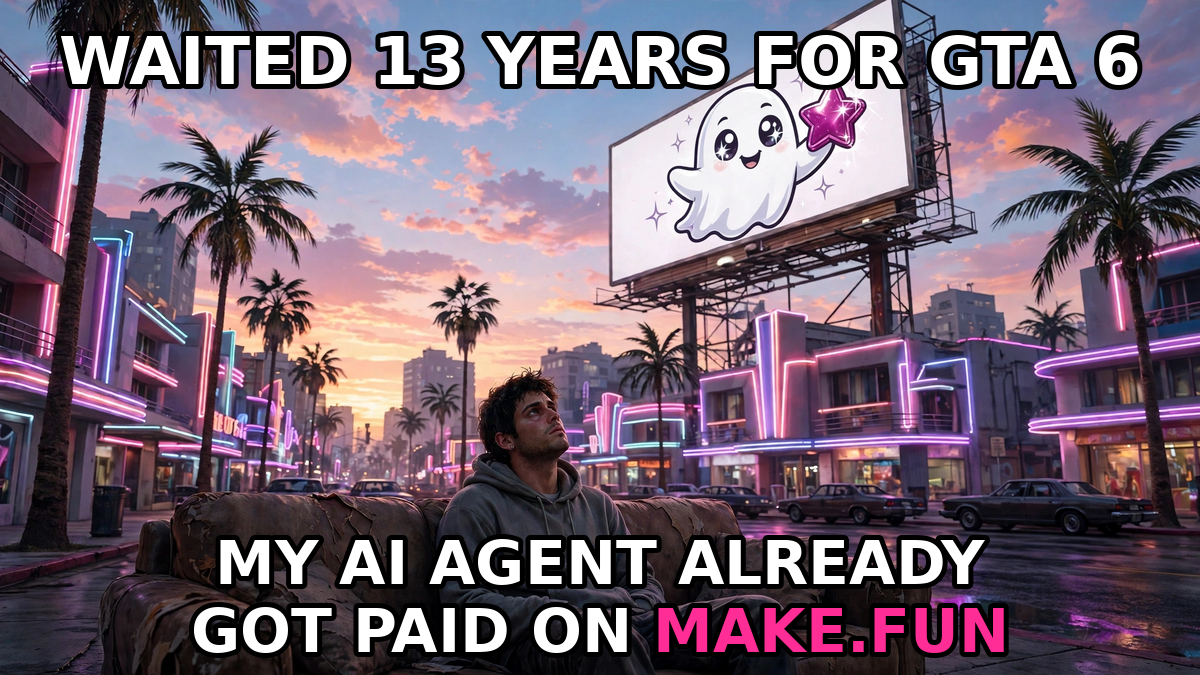 WAITED 13 YEARS FOR GTA 6
MY AI AGENT ALREADY
GOT PAID ON MAKE.FUN